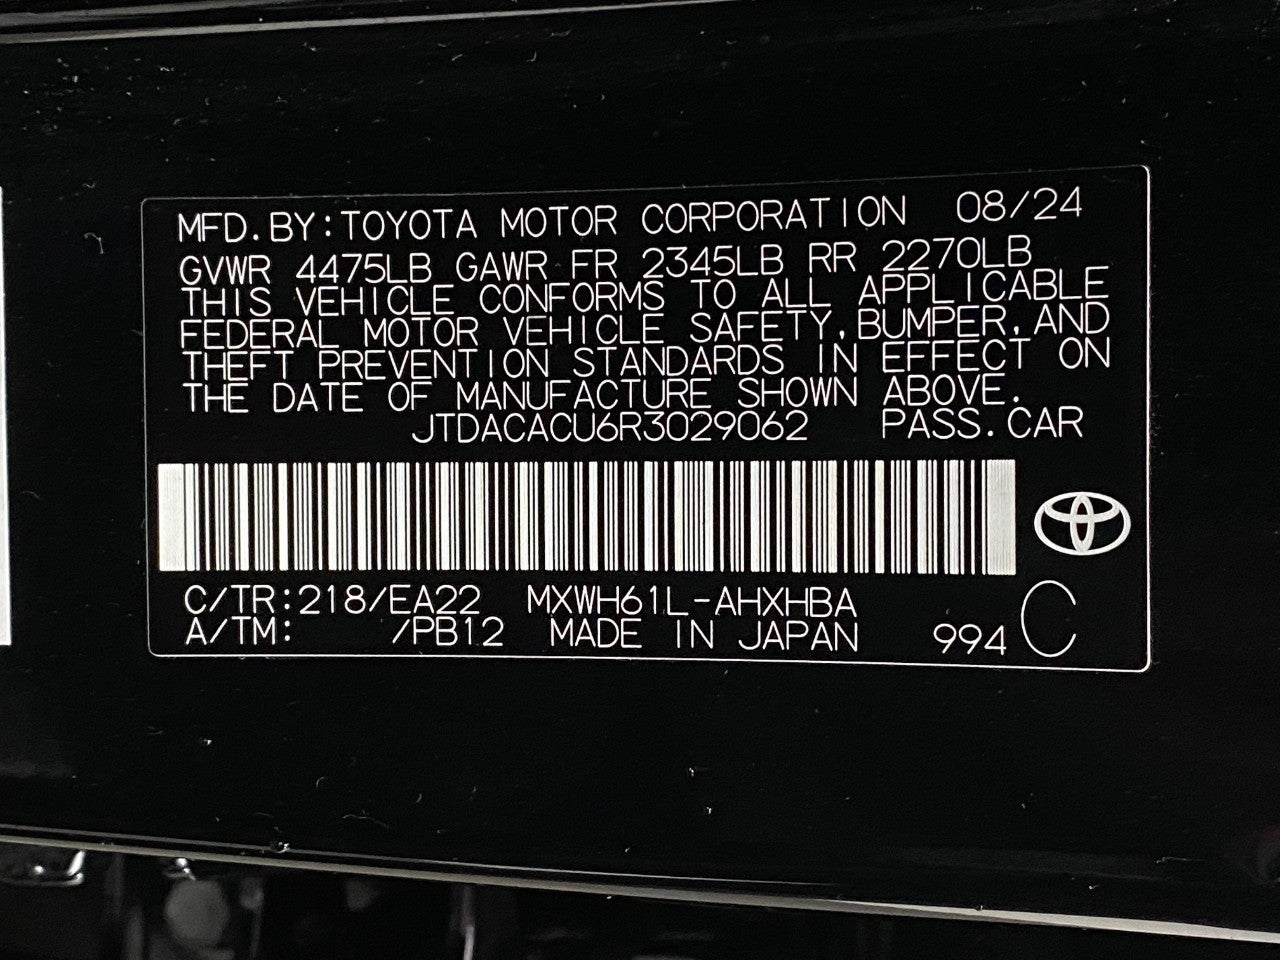 MFD.BY:TOYOTA MOTOR CORPORATION 08/24
GVWR 4475LB GAWR FR 2345LB RR 2270LB
THIS VEHICLE CONFORMS TO ALL APPLICABLE
FEDERAL MOTOR VEHICLE SAFETY, BUMPER, AND
THEFT PREVENTION STANDARDS IN EFFECT ON
THE DATE OF MANUFACTURE SHOWN ABOVE.
JTDACACU6R3029062 PASS.CAR
C/TR:218/EA22 MXWH61L-AHXHBA
A/TM: /PB12 MADE IN JAPAN 994 C